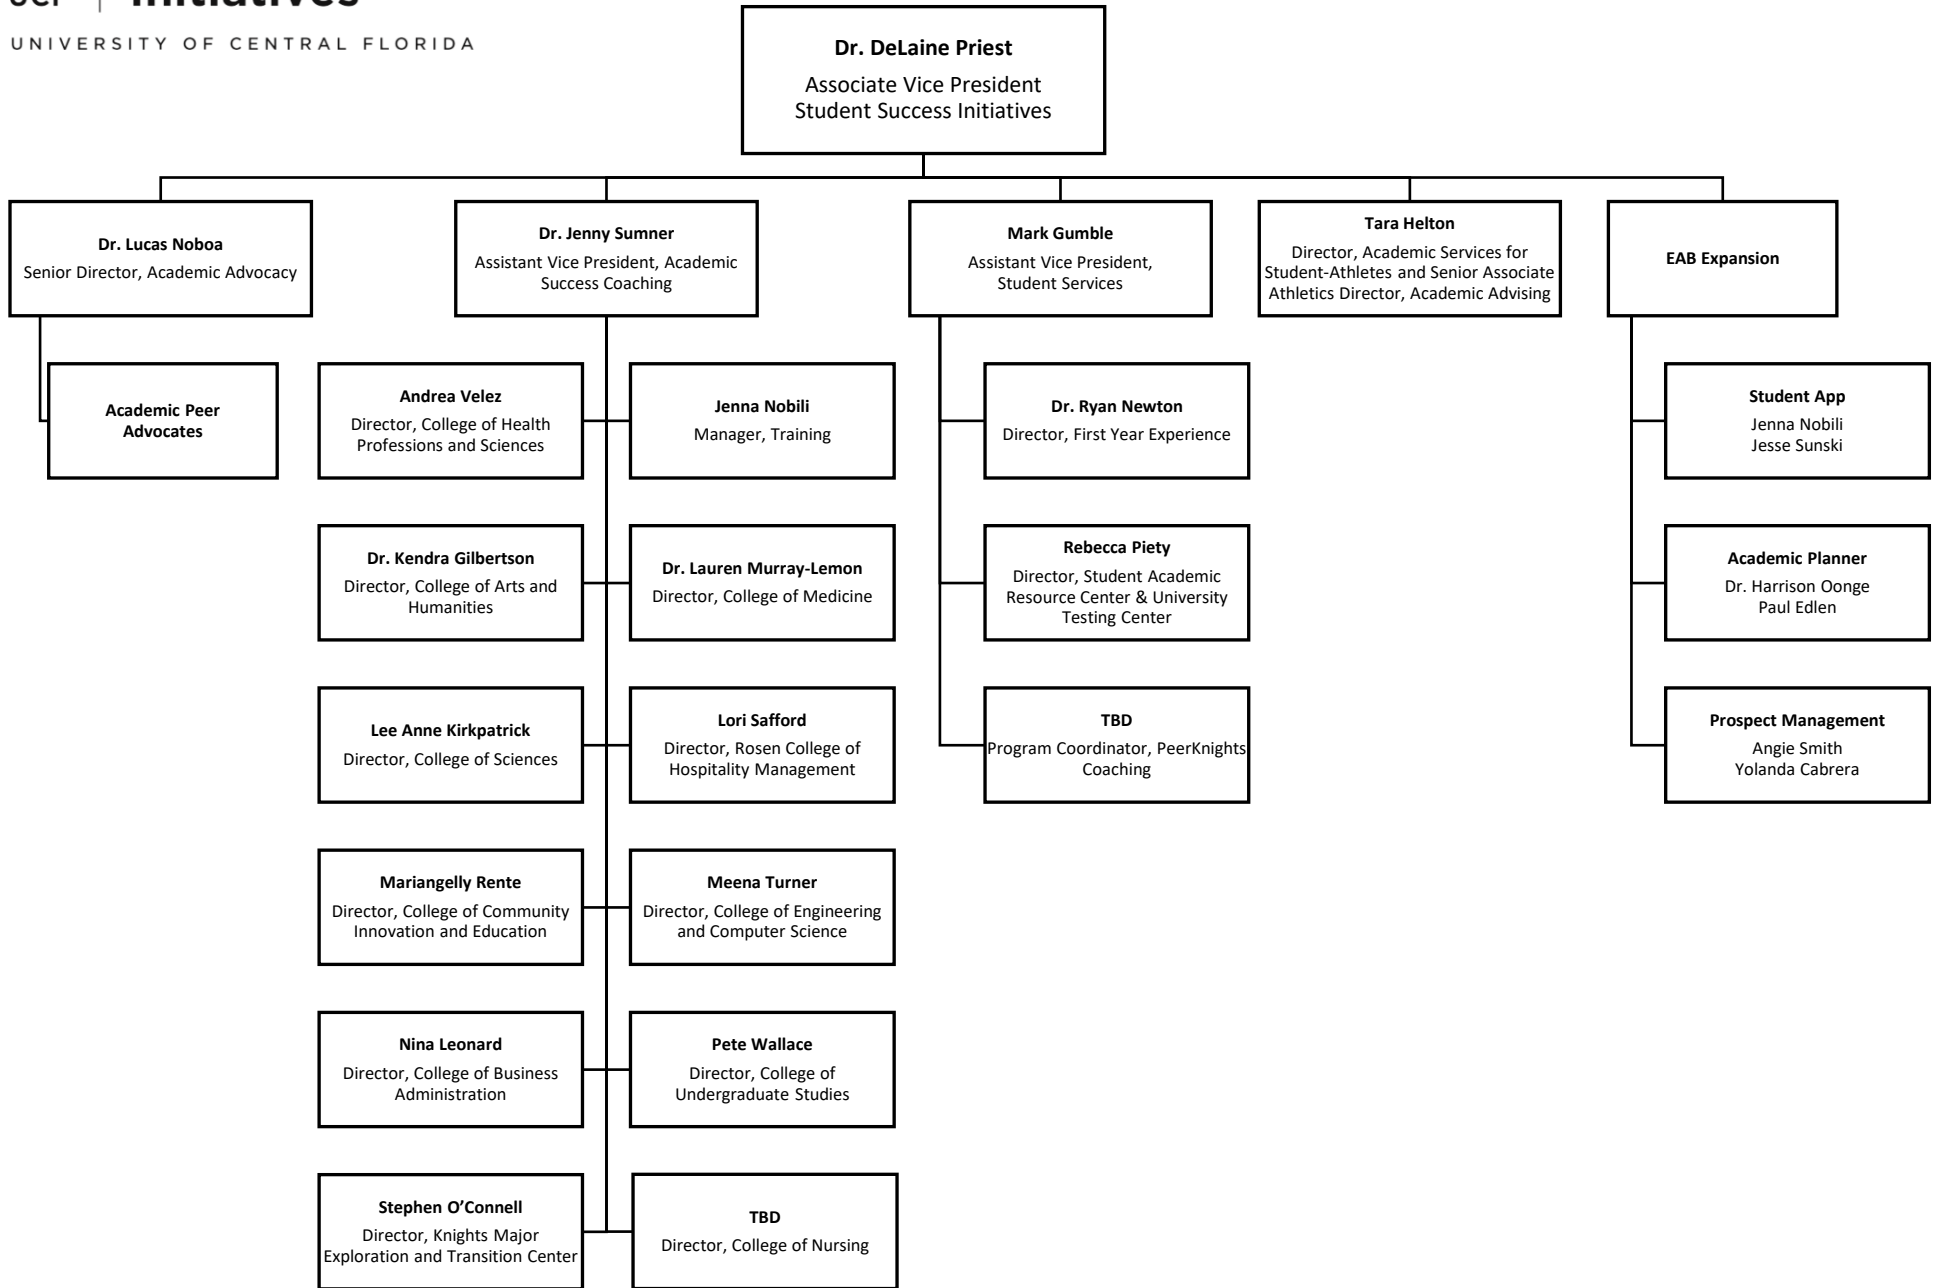 Initiatives
UNIVERSITY OF CENTRAL FLORIDA
Dr. DeLaine Priest
Associate Vice President
Student Success Initiatives
Dr. Lucas Noboa
Senior Director, Academic Advocacy
Dr. Jenny Sumner
Assistant Vice President, Academic
Success Coaching
Mark Gumble
Assistant Vice President,
Student Services
Tara Helton
Director, Academic Services for
Student-Athletes and Senior Associate
Athletics Director, Academic Advising
EAB Expansion
Academic Peer
Advocates
Andrea Velez
Director, College of Health
Professions and Sciences
Jenna Nobili
Manager, Training
Dr. Ryan Newton
Director, First Year Experience
Student App
Jenna Nobili
Jesse Sunski
Dr. Kendra Gilbertson
Director, College of Arts and
Humanities
Dr. Lauren Murray-Lemon
Director, College of Medicine
Rebecca Piety
Director, Student Academic
Resource Center & University
Testing Center
Academic Planner
Dr. Harrison Oonge
Paul Edlen
Lee Anne Kirkpatrick
Director, College of Sciences
Lori Safford
Director, Rosen College of
Hospitality Management
TBD
Program Coordinator, PeerKnights
Coaching
Prospect Management
Angie Smith
Yolanda Cabrera
Mariangelly Rente
Director, College of Community
Innovation and Education
Meena Turner
Director, College of Engineering
and Computer Science
Nina Leonard
Director, College of Business
Administration
Pete Wallace
Director, College of
Undergraduate Studies
Stephen O’Connell
Director, Knights Major
Exploration and Transition Center
TBD
Director, College of Nursing